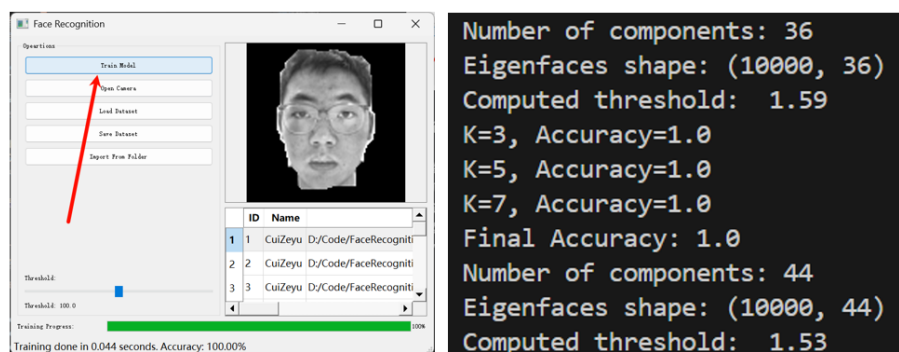 Face Recognition
Opeartions
Train Model
Open Camera
Load Dataset
Save Dataset
Import From Folder
Threshold:
Threshold: 100.0
ID Name
1 1 CuiZeyu D:/Code/FaceRecogniti
2 2 CuiZeyu D:/Code/FaceRecogniti
3 3 CuiZeyu D:/Code/FaceRecogniti
Training Progress: 100%
Training done in 0.044 seconds. Accuracy: 100.00%
Number of components: 36
Eigenfaces shape: (10000, 36)
Computed threshold:  1.59
K=3, Accuracy=1.0
K=5, Accuracy=1.0
K=7, Accuracy=1.0
Final Accuracy: 1.0
Number of components: 44
Eigenfaces shape: (10000, 44)
Computed threshold:  1.53